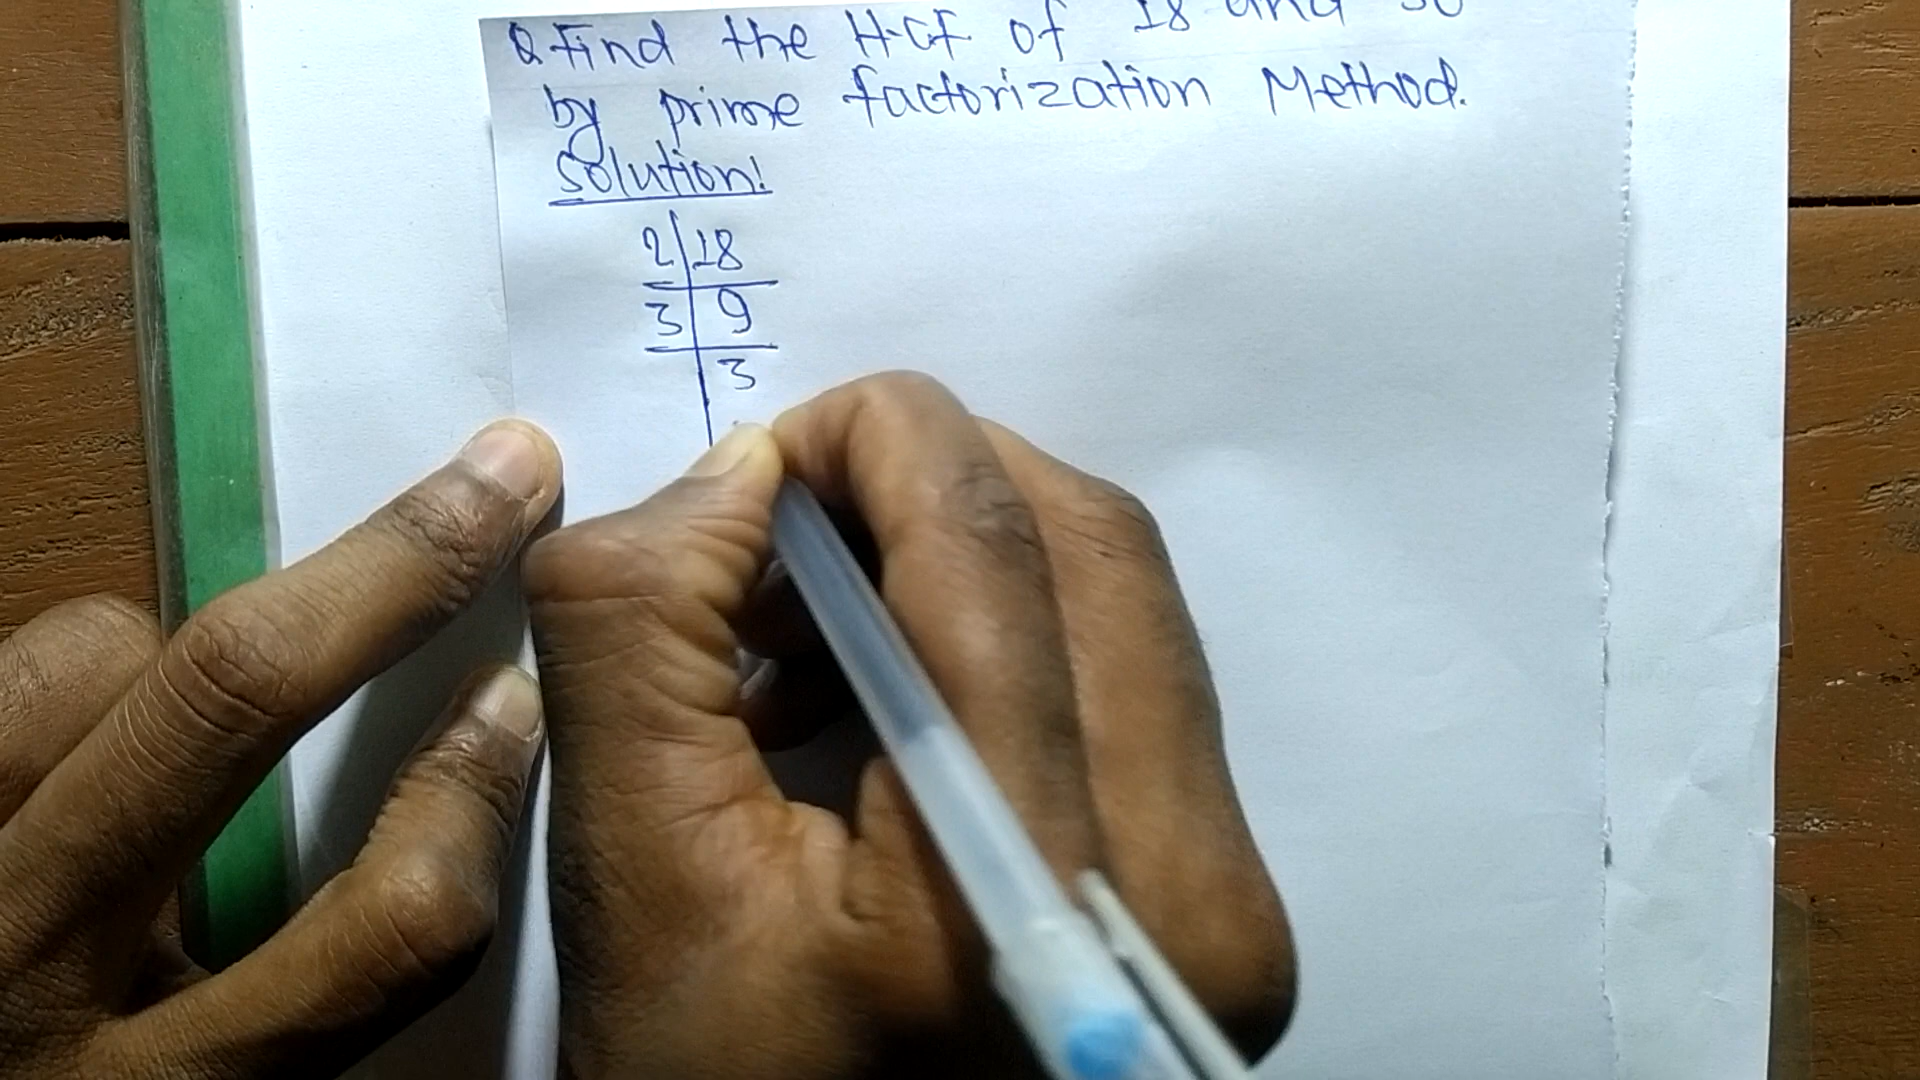 Q Find the H.C.F. of 18 and
by prime factorization Method.
Solution!
2 18
3 9
3